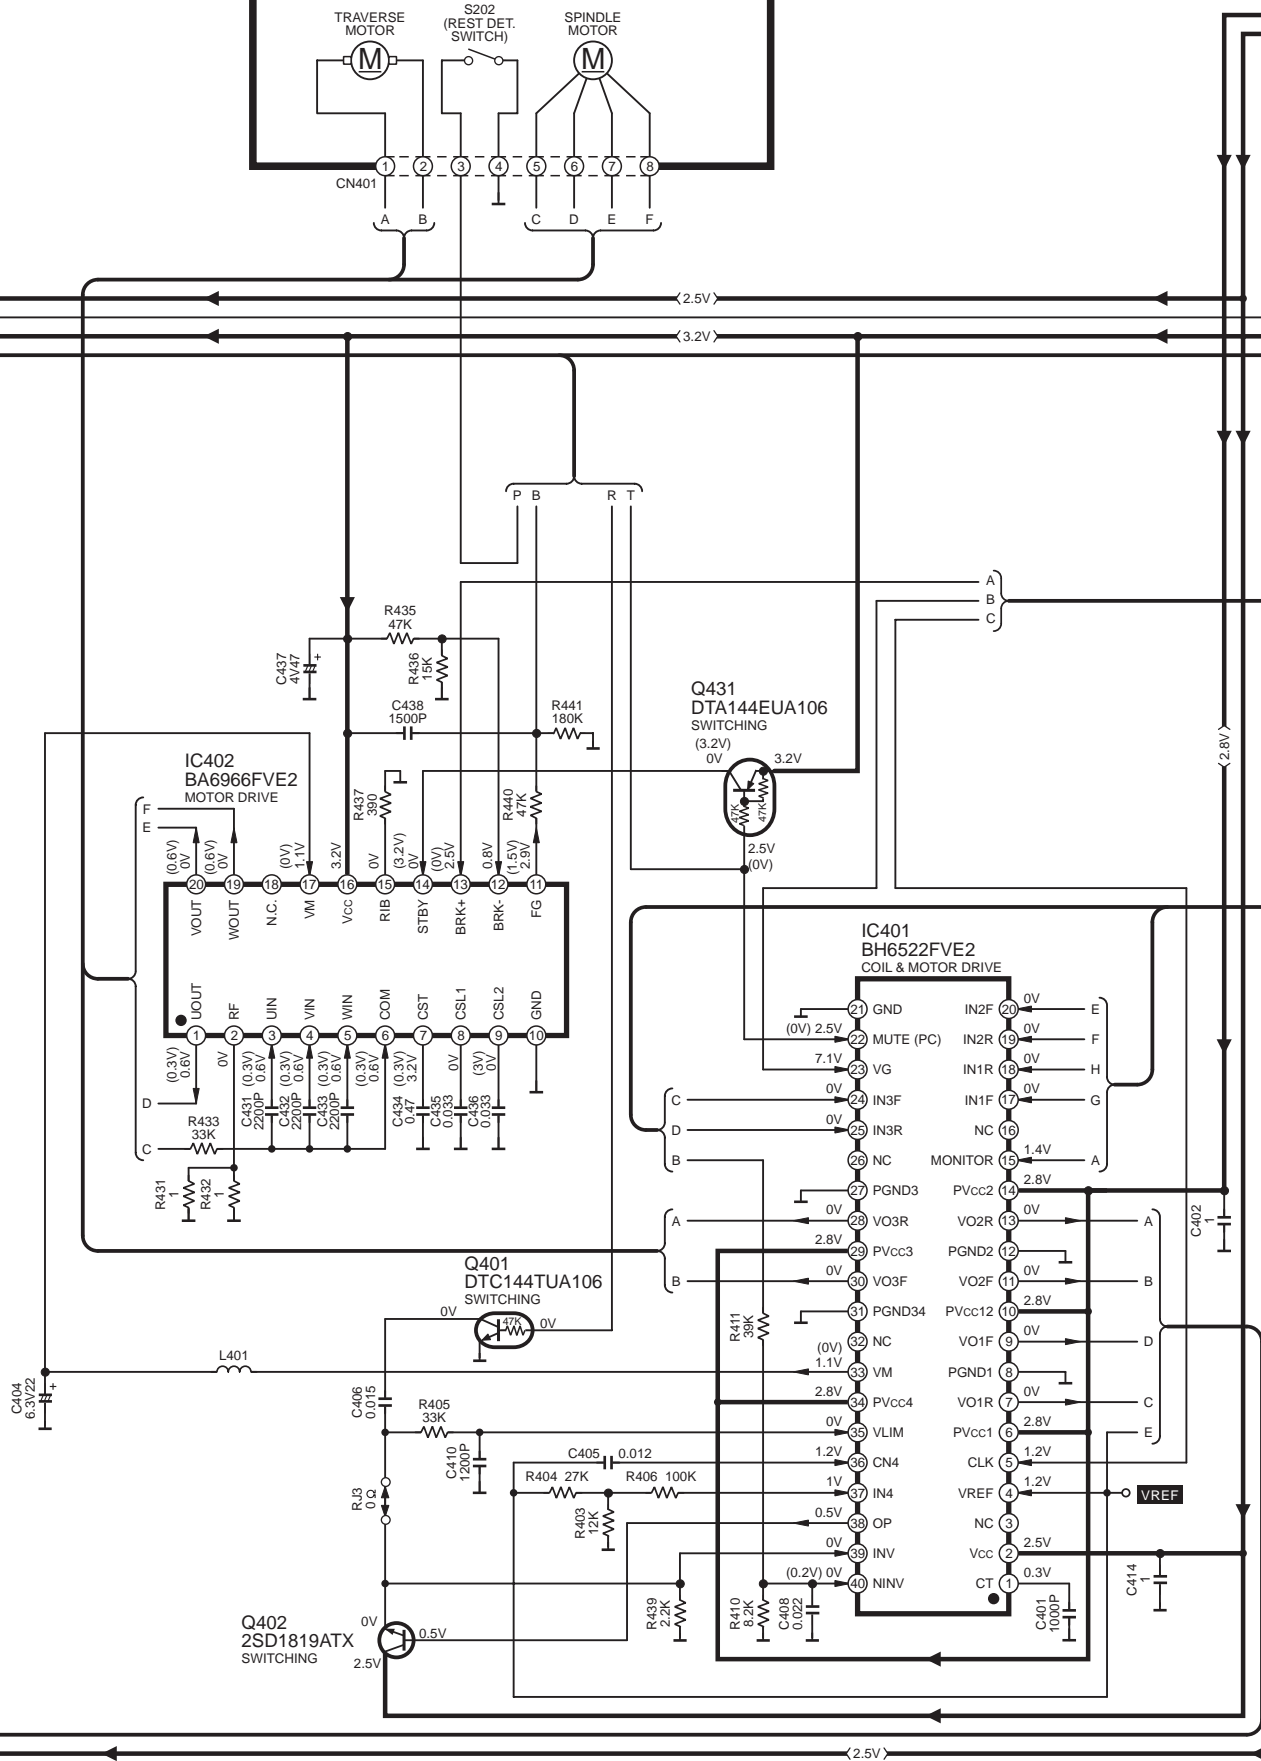 TRAVERSE
MOTOR
S202
(REST DET.
SWITCH)
SPINDLE
MOTOR
M
M
1 2 3 4 5 6 7 8
CN401
A B C D E F
2.5V
3.2V
P B R T
A
B
C
R435
47K
C437
4V47
+
R436
15K
C438
1500P
R441
180K
Q431
DTA144EUA106
SWITCHING
(3.2V)
0V
3.2V
47K
47K
2.5V
(0V)
2.8V
IC402
BA6966FVE2
MOTOR DRIVE
F
E
R437
390
R440
47K
(0.6V)
0V
(0.6V)
0V
(0V)
1.1V
3.2V
0V
(3.2V)
0V
(0V)
2.5V
0.8V
(1.5V)
2.9V
20 19 18 17 16 15 14 13 12 11
VOUT
WOUT
N.C.
VM
VCC
RIB
STBY
BRK+
BRK-
FG
UOUT
RF
UIN
VIN
WIN
COM
CST
CSL1
CSL2
GND
1 2 3 4 5 6 7 8 9 10
(0.3V)
0.6V
0V
(0.3V)
0.6V
(0.3V)
0.6V
(0.3V)
0.6V
(0.3V)
0.6V
(0.3V)
3.2V
0V
(3V)
0V
C431
2200P
C432
2200P
C433
2200P
C434
0.47
C435
0.033
C436
0.033
D
C
R433
33K
R431
1
R432
1
IC401
BH6522FVE2
COIL & MOTOR DRIVE
21 GND
(0V) 2.5V 22 MUTE (PC)
7.1V 23 VG
C 0V 24 IN3F
D 0V 25 IN3R
B 26 NC
27 PGND3
A 0V 28 VO3R
2.8V 29 PVCC3
B 0V 30 VO3F
31 PGND34
32 NC
(0V)
1.1V 33 VM
2.8V 34 PVCC4
0V 35 VLIM
1.2V 36 CN4
1V 37 IN4
0.5V 38 OP
0V 39 INV
(0.2V) 0V 40 NINV
IN2F 20 0V E
IN2R 19 0V F
IN1R 18 0V H
IN1F 17 0V G
NC 16
MONITOR 15 1.4V A
PVCC2 14 2.8V
VO2R 13 0V A
PGND2 12
VO2F 11 0V B
PVCC12 10 2.8V
VO1F 9 0V D
PGND1 8
VO1R 7 0V C
PVCC1 6 2.8V E
CLK 5 1.2V
VREF 4 1.2V
VREF
NC 3
VCC 2 2.5V
CT 1 0.3V
C402
1
C414
1
C401
1000P
Q401
DTC144TUA106
SWITCHING
0V
47K
0V
R411
39K
L401
C404
6.3V22
+
C406
0.015
R405
33K
C410
1200P
C405 0.012
R404 27K
R406 100K
R403
12K
RJ3
0Ω
R439
2.2K
R410
8.2K
C408
0.022
Q402
2SD1819ATX
SWITCHING
0V
0.5V
2.5V
2.5V